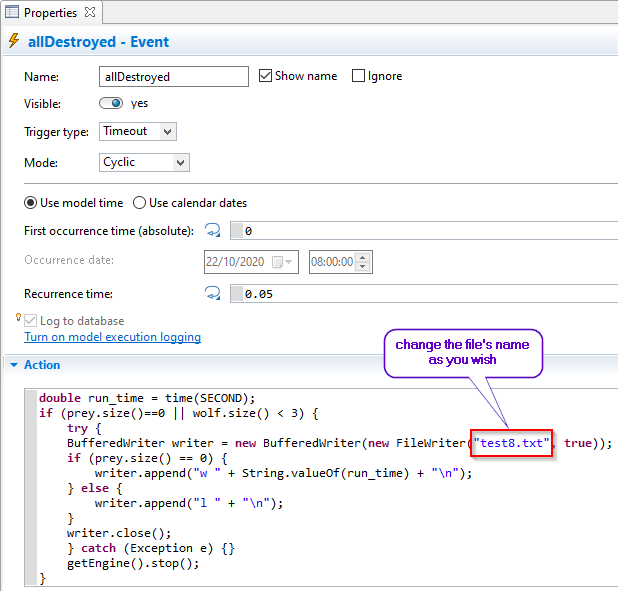 Properties
allDestroyed - Event
Name: allDestroyed Show name Ignore
Visible: yes
Trigger type: Timeout
Mode: Cyclic
Use model time Use calendar dates
First occurrence time (absolute): 0
Occurrence date: 22/10/2020 08:00:00
Recurrence time: 0.05
Log to database
Turn on model execution logging
change the file's name
as you wish
Action
double run_time = time(SECOND);
if (prey.size()==0 || wolf.size() < 3) {
try {
BufferedWriter writer = new BufferedWriter(new FileWriter("test8.txt", true));
if (prey.size() == 0) {
writer.append("w " + String.valueOf(run_time) + "\n");
} else {
writer.append("l " + "\n");
}
writer.close();
} catch (Exception e) {}
getEngine().stop();
}